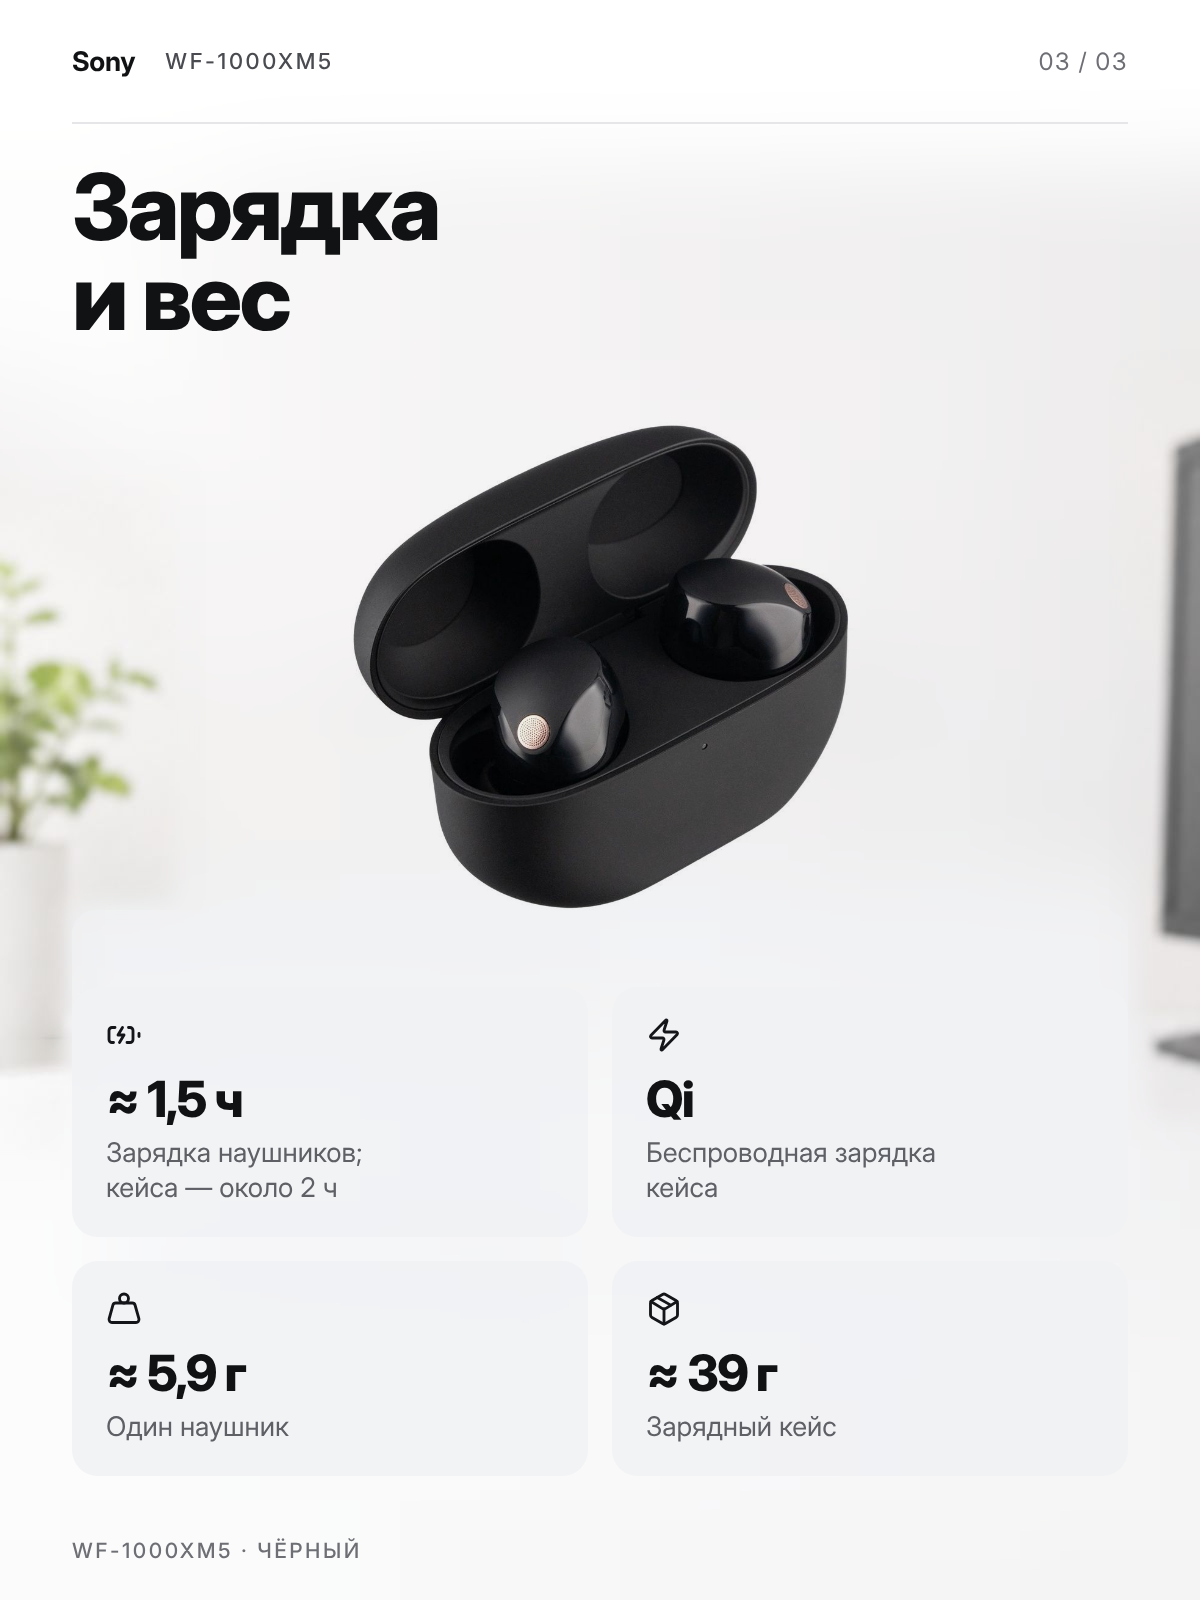 Sony WF-1000XM5 03 / 03
Зарядка
и вес
≈ 1,5 ч
Зарядка наушников;
кейса — около 2 ч
Qi
Беспроводная зарядка
кейса
≈ 5,9 г
Один наушник
≈ 39 г
Зарядный кейс
WF-1000XM5 · ЧЁРНЫЙ